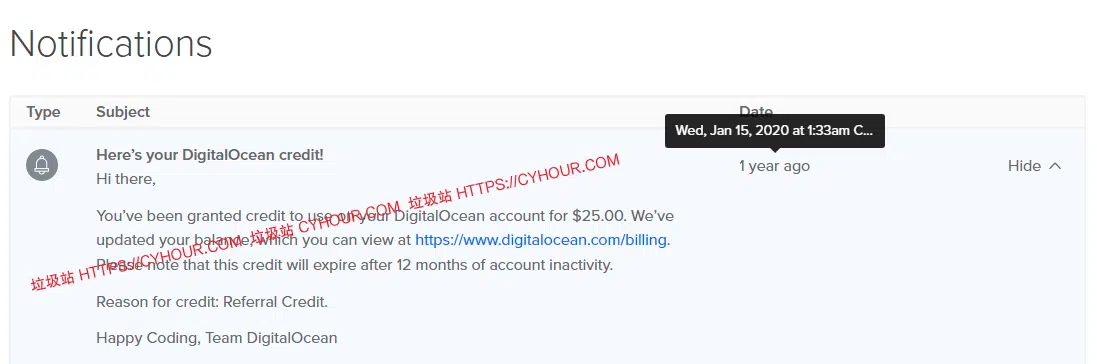 Notifications
Type Subject Date
Wed, Jan 15, 2020 at 1:33am C...
Here's your DigitalOcean credit!
1 year ago
Hide
Hi there,
You've been granted credit to use on your DigitalOcean account for $25.00. We've
updated your balance, which you can view at https://www.digitalocean.com/billing.
Please note that this credit will expire after 12 months of account inactivity.
Reason for credit: Referral Credit.
Happy Coding, Team DigitalOcean
垃圾站 HTTPS://CYHOUR.COM 垃圾站 CYHOUR.COM 垃圾站 HTTPS://CYHOUR.COM